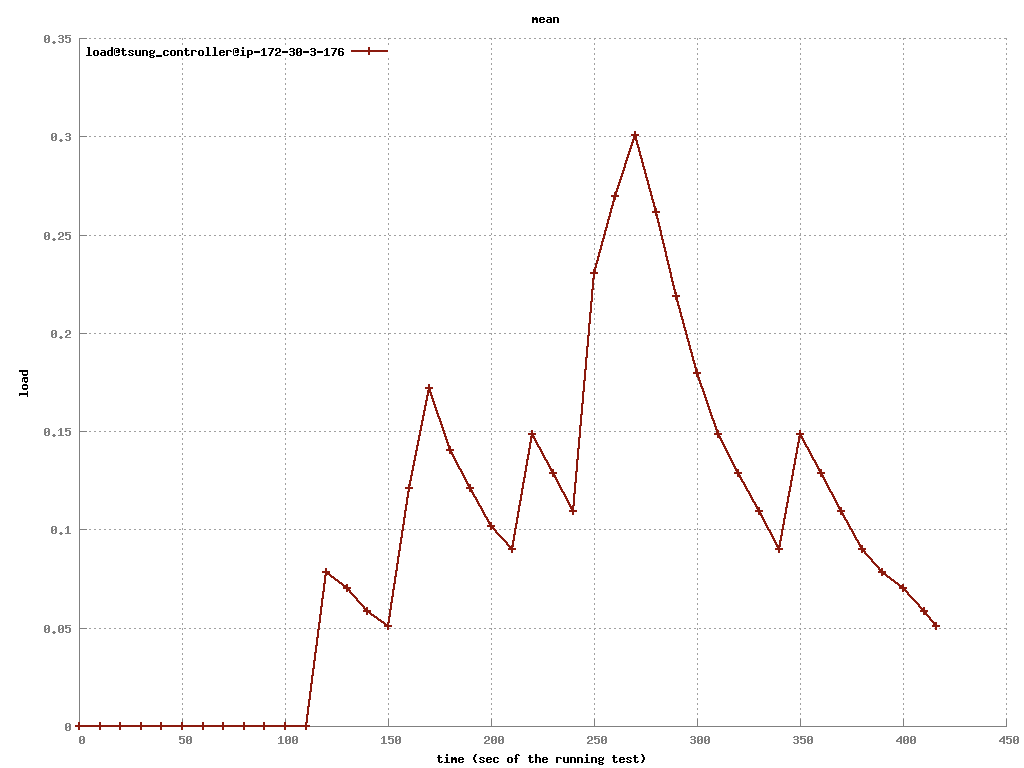 mean
load@tsung_controller@ip-172-30-3-176
0.35
0.3
0.25
0.2
0.15
0.1
0.05
0
load
0 50 100 150 200 250 300 350 400 450
time (sec of the running test)